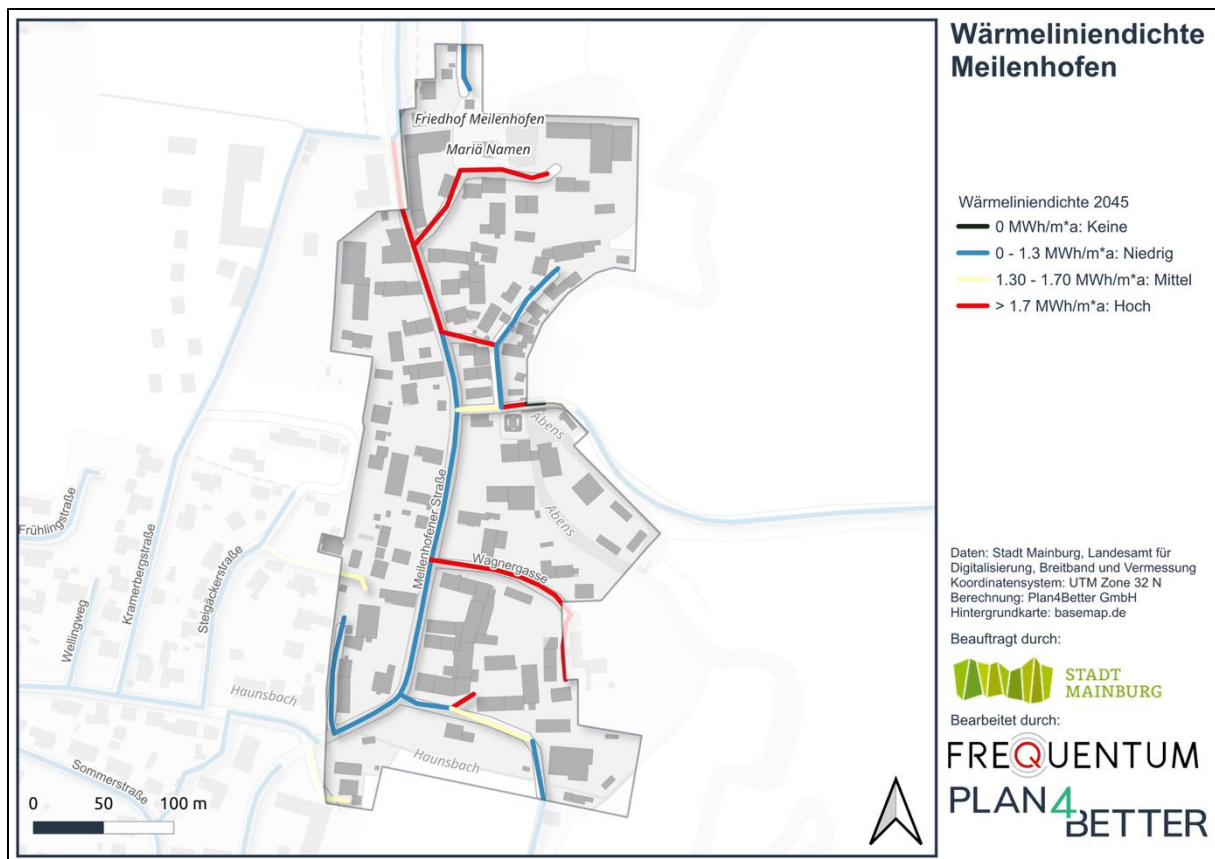 Wärmeliniendichte
Meilenhofen
Wärmeliniendichte 2045
0 MWh/m*a: Keine
0 - 1.3 MWh/m*a: Niedrig
1.30 - 1.70 MWh/m*a: Mittel
> 1.7 MWh/m*a: Hoch
Daten: Stadt Mainburg, Landesamt für
Digitalisierung, Breitband und Vermessung
Koordinatensystem: UTM Zone 32 N
Berechnung: Plan4Better GmbH
Hintergrundkarte: basemap.de
Beauftragt durch:
STADT
MAINBURG
Bearbeitet durch:
FREQUENTUM
PLAN4
BETTER
Friedhof Meilenhofen
Mariä Namen
Abens
Abens
Meilenhofener Straße
Wagnergasse
Frühlingstraße
Kramerbergstraße
Steigäckerstraße
Wellingweg
Haunsbach
Haunsbach
Sommerstraße
0 50 100 m